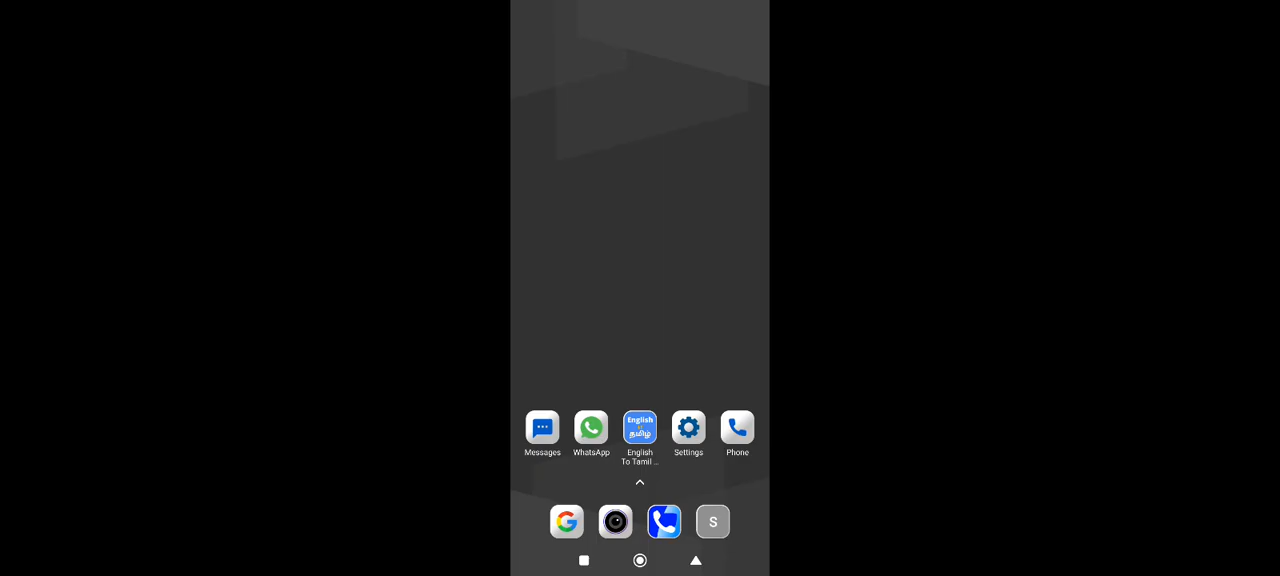 English
தமிழ்
Messages
WhatsApp
English
To Tamil ...
Settings
Phone
S